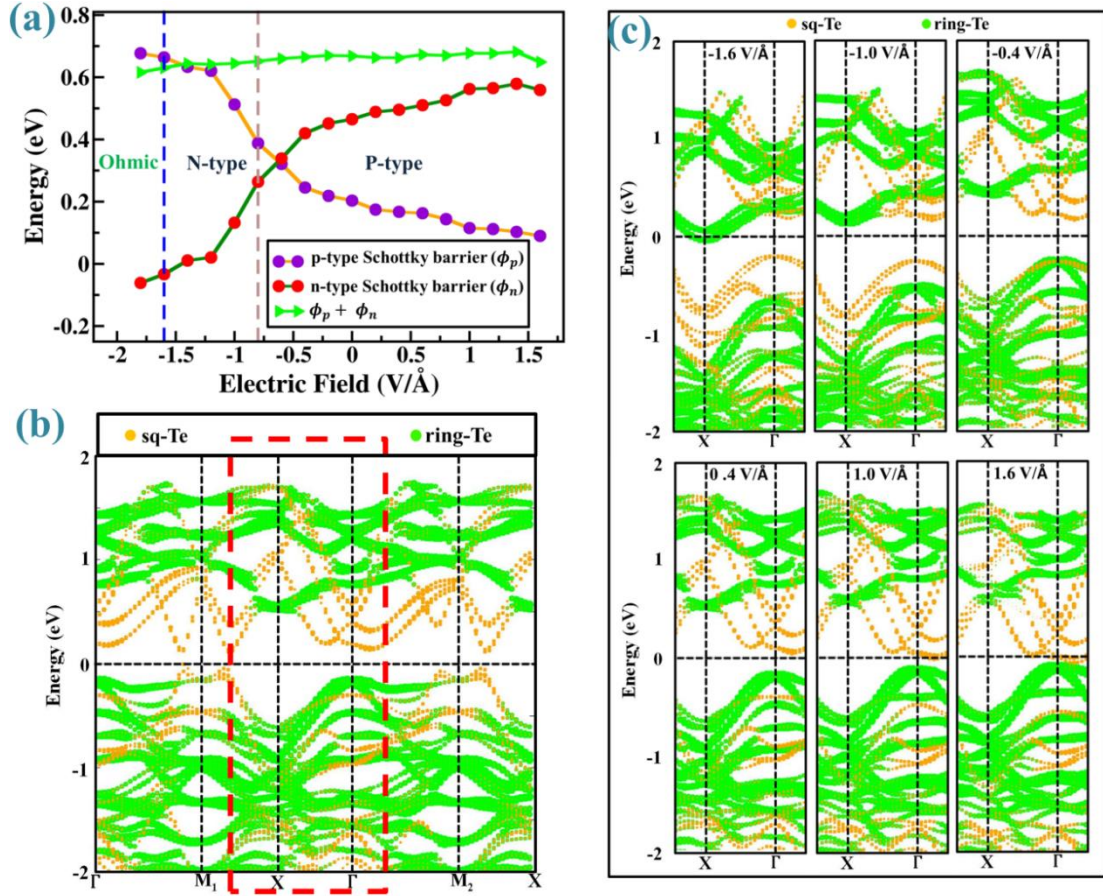 (a)
0.8
0.6
0.4
0.2
0
-0.2
Energy (eV)
Ohmic
N-type
P-type
p-type Schottky barrier (ϕp)
n-type Schottky barrier (ϕn)
ϕp + ϕn
-2 -1.5 -1 -0.5 0 0.5 1 1.5
Electric Field (V/Å)
(b)
sq-Te ring-Te
2
1
0
-1
-2
Energy (eV)
Γ M1 X Γ M2 X
(c)
sq-Te ring-Te
-1.6 V/Å -1.0 V/Å -0.4 V/Å
2
1
0
-1
-2
Energy (eV)
X Γ X Γ X Γ
0 .4 V/Å 1.0 V/Å 1.6 V/Å
2
1
0
-1
-2
Energy (eV)
X Γ X Γ X Γ